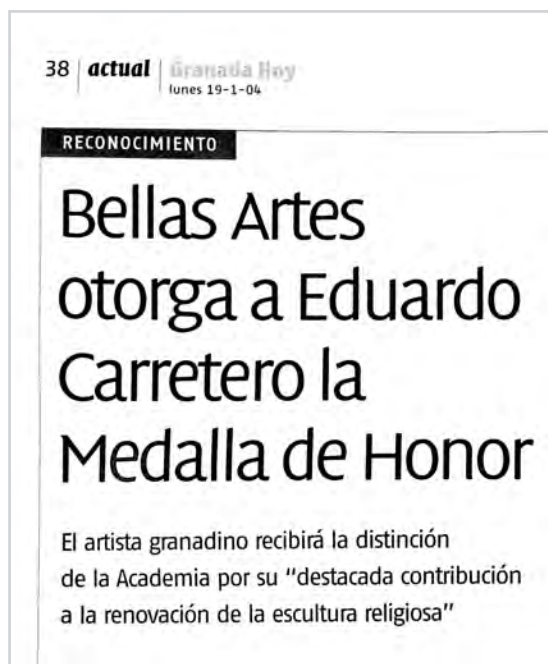 38 actual Granada Hoy
lunes 19-1-04
RECONOCIMIENTO
Bellas Artes
otorga a Eduardo
Carretero la
Medalla de Honor
El artista granadino recibirá la distinción
de la Academia por su “destacada contribución
a la renovación de la escultura religiosa”